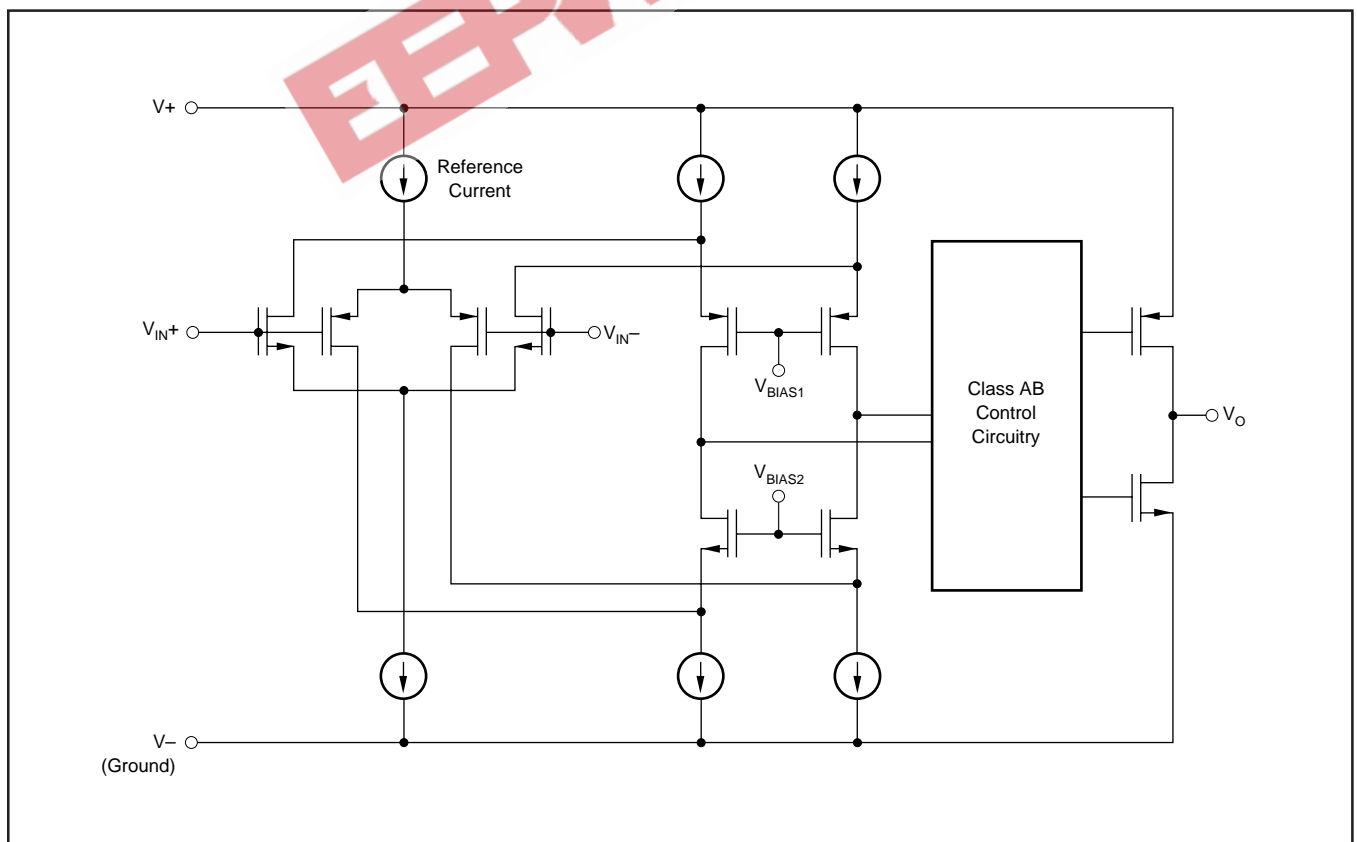 V+
Reference
Current
VIN+
VIN–
VBIAS1
VBIAS2
Class AB
Control
Circuitry
VO
V–
(Ground)